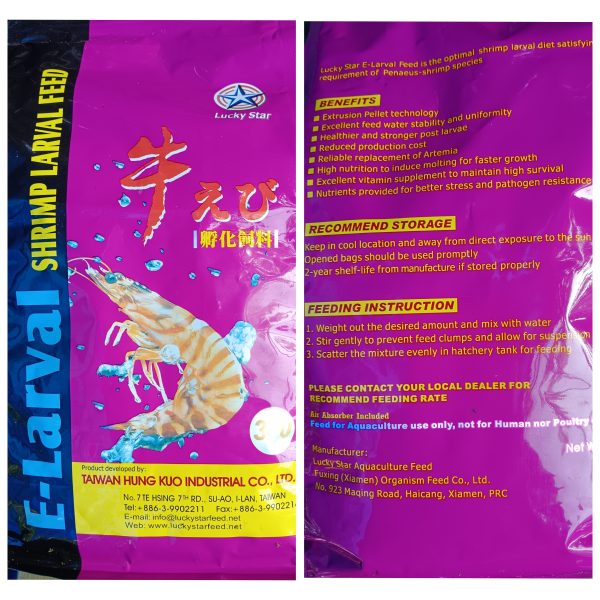 E-Larval
SHRIMP LARVAL FEED
Lucky Star
牛えび
孵化飼料
Product developed by:
TAIWAN HUNG KUO INDUSTRIAL CO., LTD.
No. 7 TE HSING 7TH RD., SU-AO, I-LAN, TAIWAN
Tel:+886-3-9902211 Fax:+886-3-990221
E-mail: info@luckystarfeed.net
Web: www.luckystarfeed.net
Lucky Star E-Larval Feed is the optimal shrimp larval diet satisfyin
requirement of Penaeus-shrimp species
BENEFITS
Extrusion Pellet technology
Excellent feed water stability and uniformity
Healthier and stronger post larvae
Reduced production cost
Reliable replacement of Artemia
High nutrition to induce molting for faster growth
Excellent vitamin supplement to maintain high survival
Nutrients provided for better stress and pathogen resistance
RECOMMEND STORAGE
Keep in cool location and away from direct exposure to the sun
Opened bags should be used promptly
2-year shelf-life from manufacture if stored properly
FEEDING INSTRUCTION
1. Weight out the desired amount and mix with water
2. Stir gently to prevent feed clumps and allow for suspension
3. Scatter the mixture evenly in hatchery tank for feeding
PLEASE CONTACT YOUR LOCAL DEALER FOR
RECOMMEND FEEDING RATE
Air Absorber Included
Feed for Aquaculture use only, not for Human nor Poultry
Net
Manufacturer:
Lucky Star Aquaculture Feed
Fuxing (Xiamen) Organism Feed Co., Ltd.
No. 923 Maqing Road, Haicang, Xiamen, PRC